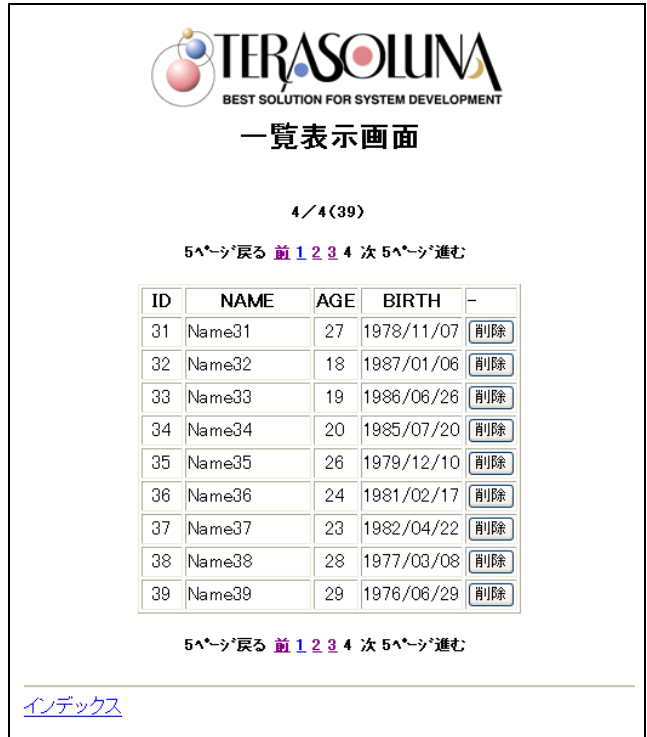 TERASOLUNA
BEST SOLUTION FOR SYSTEM DEVELOPMENT
一覧表示画面
4／4(39)
5ﾍﾟｰｼﾞ戻る 前 1 2 3 4 次 5ﾍﾟｰｼﾞ進む
ID NAME AGE BIRTH -
31 Name31 27 1978/11/07 削除
32 Name32 18 1987/01/06 削除
33 Name33 19 1986/06/26 削除
34 Name34 20 1985/07/20 削除
35 Name35 26 1979/12/10 削除
36 Name36 24 1981/02/17 削除
37 Name37 23 1982/04/22 削除
38 Name38 28 1977/03/08 削除
39 Name39 29 1976/06/29 削除
5ﾍﾟｰｼﾞ戻る 前 1 2 3 4 次 5ﾍﾟｰｼﾞ進む
インデックス